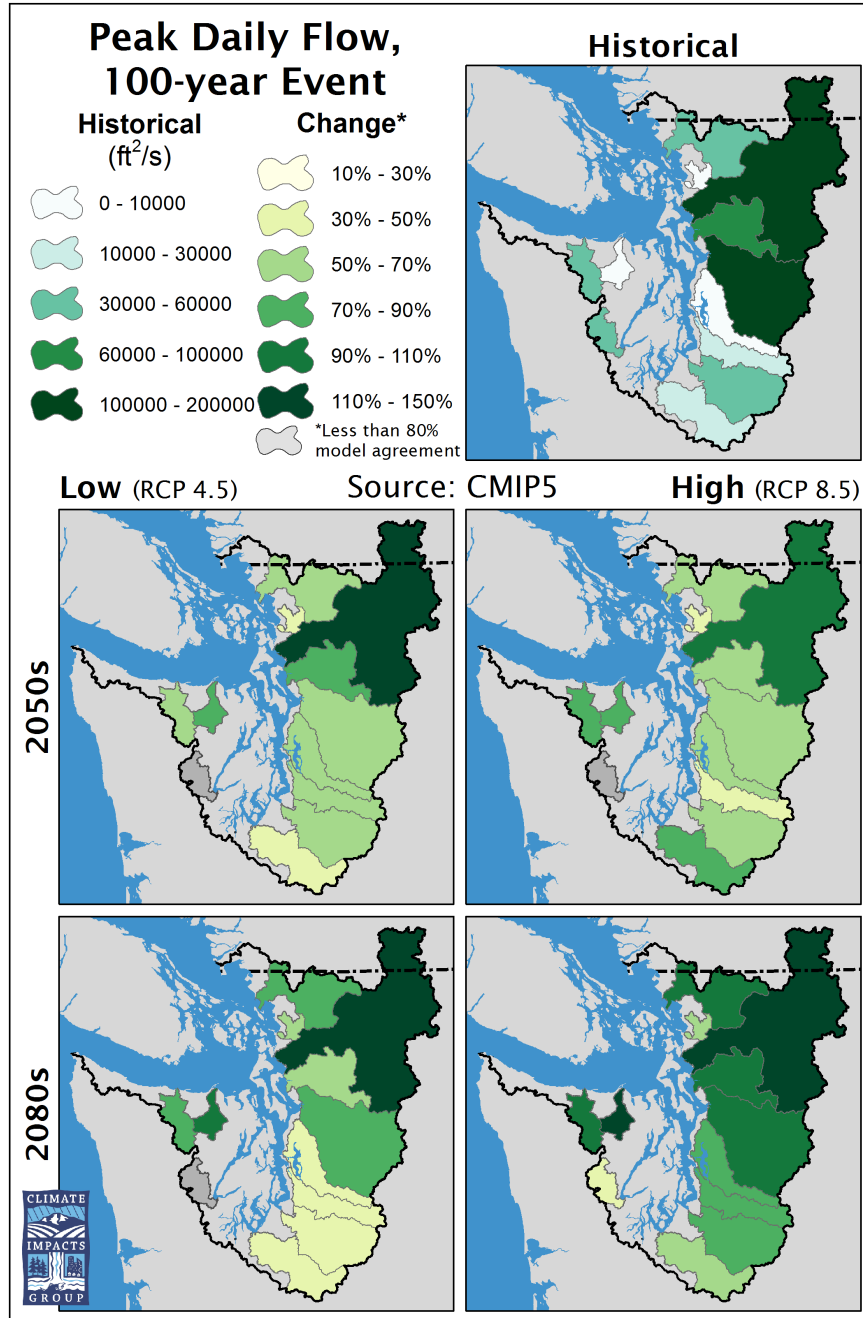 Peak Daily Flow,
100-year Event
Historical
(ft²/s)
0 - 10000
10000 - 30000
30000 - 60000
60000 - 100000
100000 - 200000
Change*
10% - 30%
30% - 50%
50% - 70%
70% - 90%
90% - 110%
110% - 150%
*Less than 80%
model agreement
Historical
Low (RCP 4.5)
Source: CMIP5
High (RCP 8.5)
2050s
2080s
CLIMATE
IMPACTS
GROUP